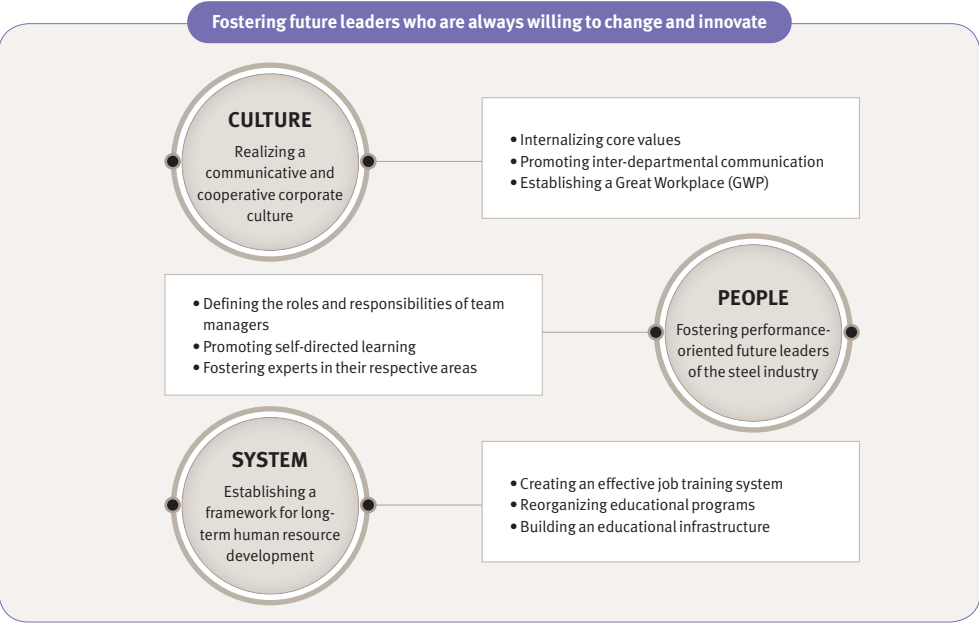 Fostering future leaders who are always willing to change and innovate
CULTURE
Realizing a
communicative and
cooperative corporate
culture
• Internalizing core values
• Promoting inter-departmental communication
• Establishing a Great Workplace (GWP)
• Defining the roles and responsibilities of team
managers
• Promoting self-directed learning
• Fostering experts in their respective areas
PEOPLE
Fostering performance-
oriented future leaders
of the steel industry
SYSTEM
Establishing a
framework for long-
term human resource
development
• Creating an effective job training system
• Reorganizing educational programs
• Building an educational infrastructure